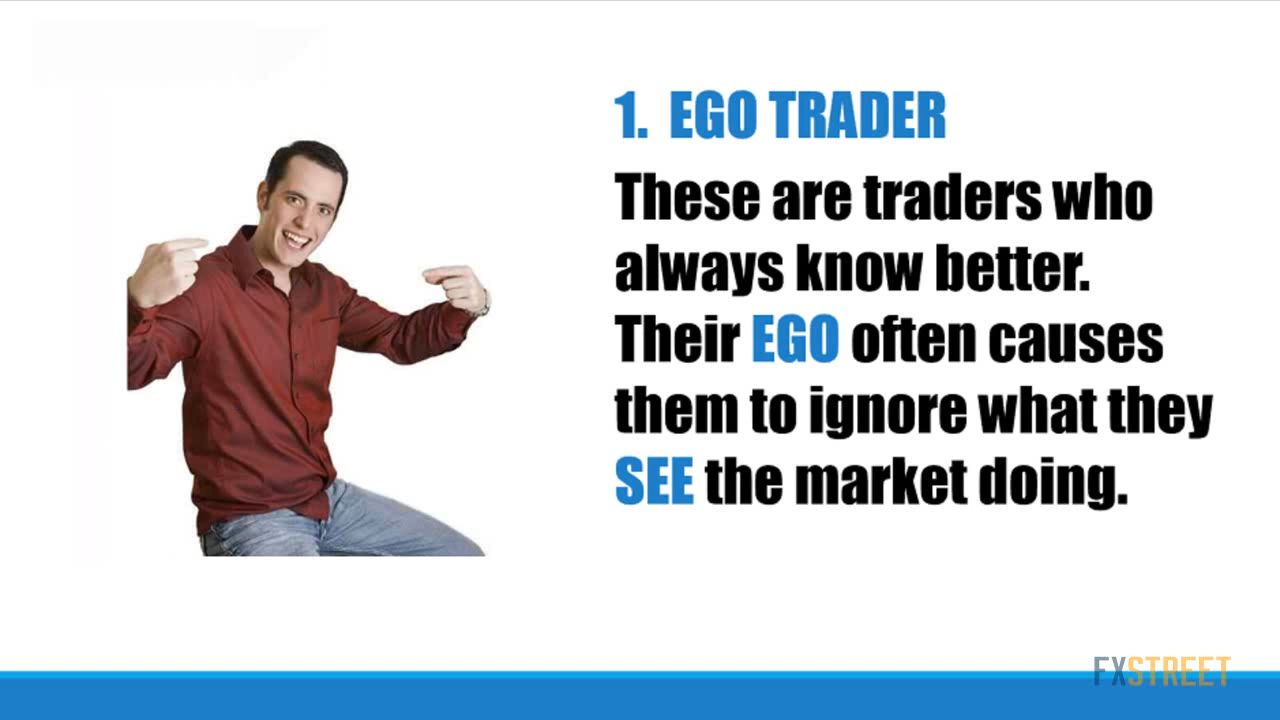 1. EGO TRADER
These are traders who
always know better.
Their EGO often causes
them to ignore what they
SEE the market doing.
FXSTREET